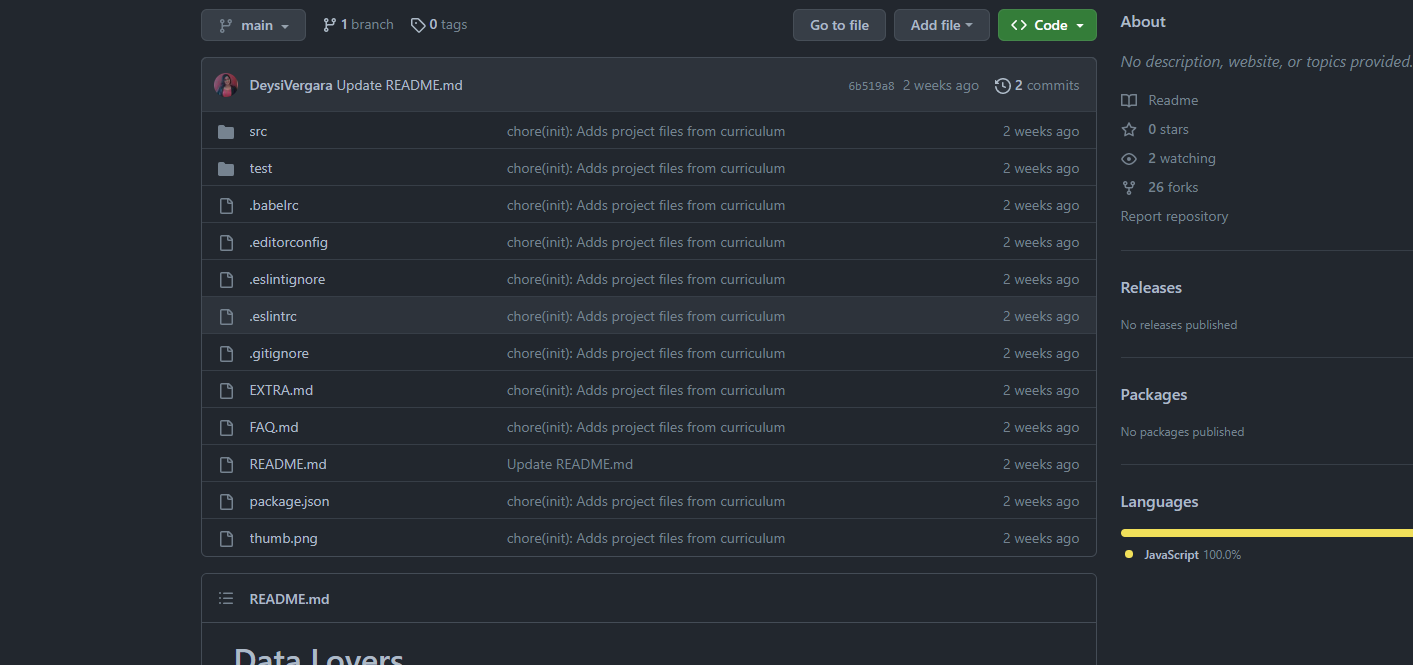 main
1 branch
0 tags
Go to file
Add file
Code
DeysiVergara Update README.md
6b519a8 2 weeks ago
2 commits
src chore(init): Adds project files from curriculum 2 weeks ago
test chore(init): Adds project files from curriculum 2 weeks ago
.babelrc chore(init): Adds project files from curriculum 2 weeks ago
.editorconfig chore(init): Adds project files from curriculum 2 weeks ago
.eslintignore chore(init): Adds project files from curriculum 2 weeks ago
.eslintrc chore(init): Adds project files from curriculum 2 weeks ago
.gitignore chore(init): Adds project files from curriculum 2 weeks ago
EXTRA.md chore(init): Adds project files from curriculum 2 weeks ago
FAQ.md chore(init): Adds project files from curriculum 2 weeks ago
README.md Update README.md 2 weeks ago
package.json chore(init): Adds project files from curriculum 2 weeks ago
thumb.png chore(init): Adds project files from curriculum 2 weeks ago
README.md
Data Lovers
About
No description, website, or topics provided.
Readme
0 stars
2 watching
26 forks
Report repository
Releases
No releases published
Packages
No packages published
Languages
JavaScript 100.0%